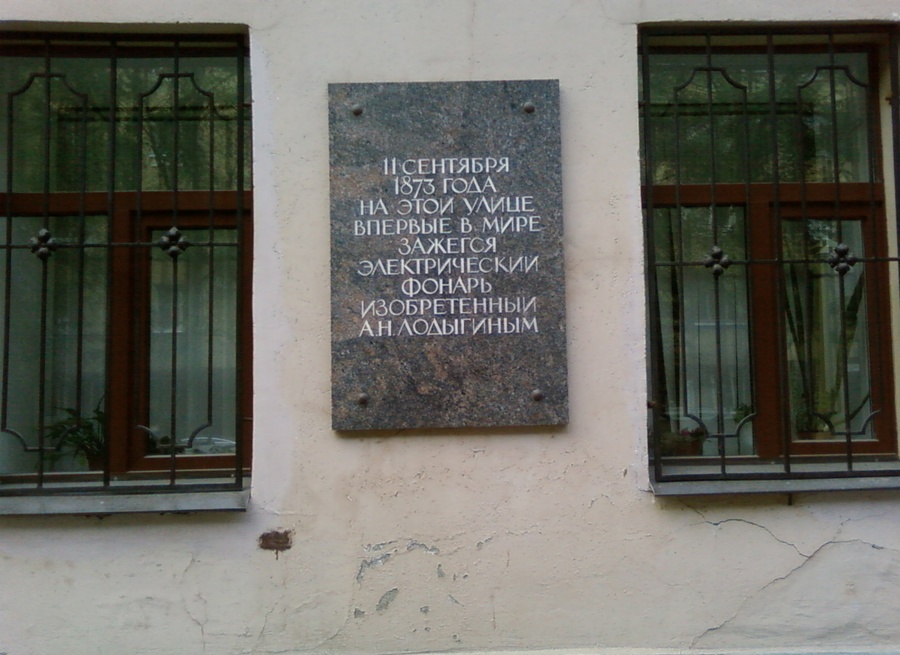 11 СЕНТЯБРЯ
1873 ГОДА
НА ЭТОЙ УЛИЦЕ
ВПЕРВЫЕ В МИРЕ
ЗАЖЕГСЯ
ЭЛЕКТРИЧЕСКИЙ
ФОНАРЬ
ИЗОБРЕТЕННЫЙ
А.Н.ЛОДЫГИНЫМ